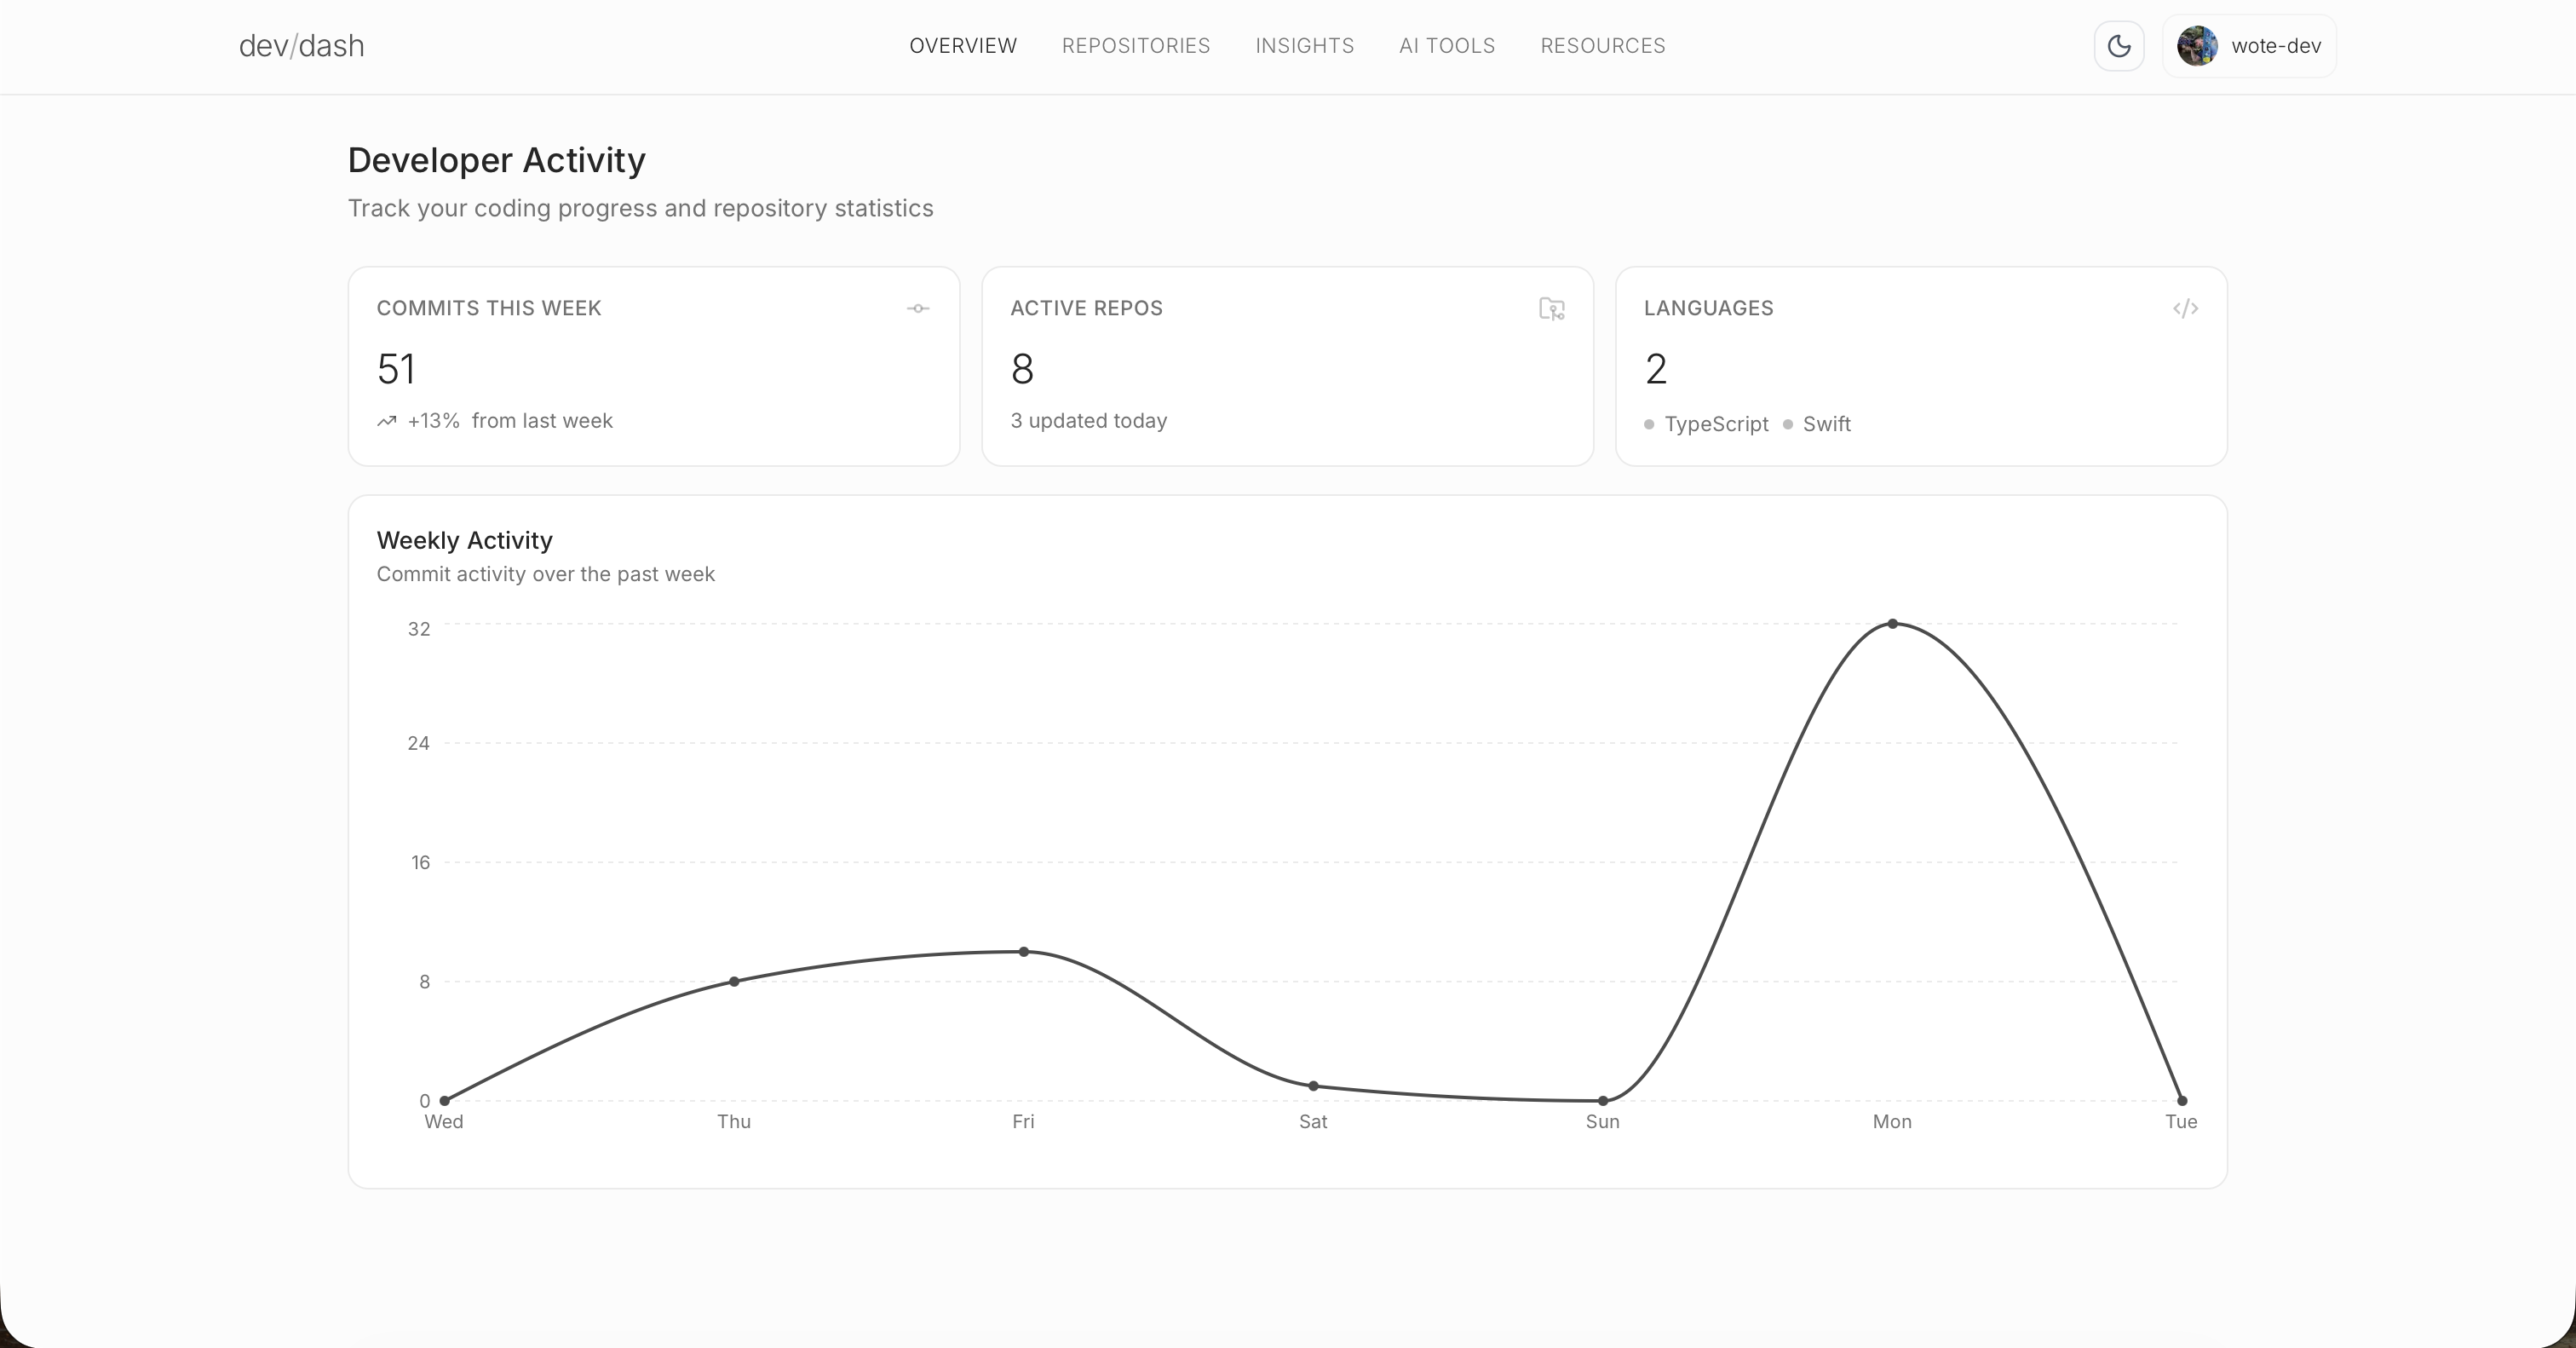 dev/dash
OVERVIEW REPOSITORIES INSIGHTS AI TOOLS RESOURCES
wote-dev
Developer Activity
Track your coding progress and repository statistics
COMMITS THIS WEEK
51
+13% from last week
ACTIVE REPOS
8
3 updated today
LANGUAGES
2
TypeScript Swift
Weekly Activity
Commit activity over the past week
32
24
16
8
0
Wed Thu Fri Sat Sun Mon Tue